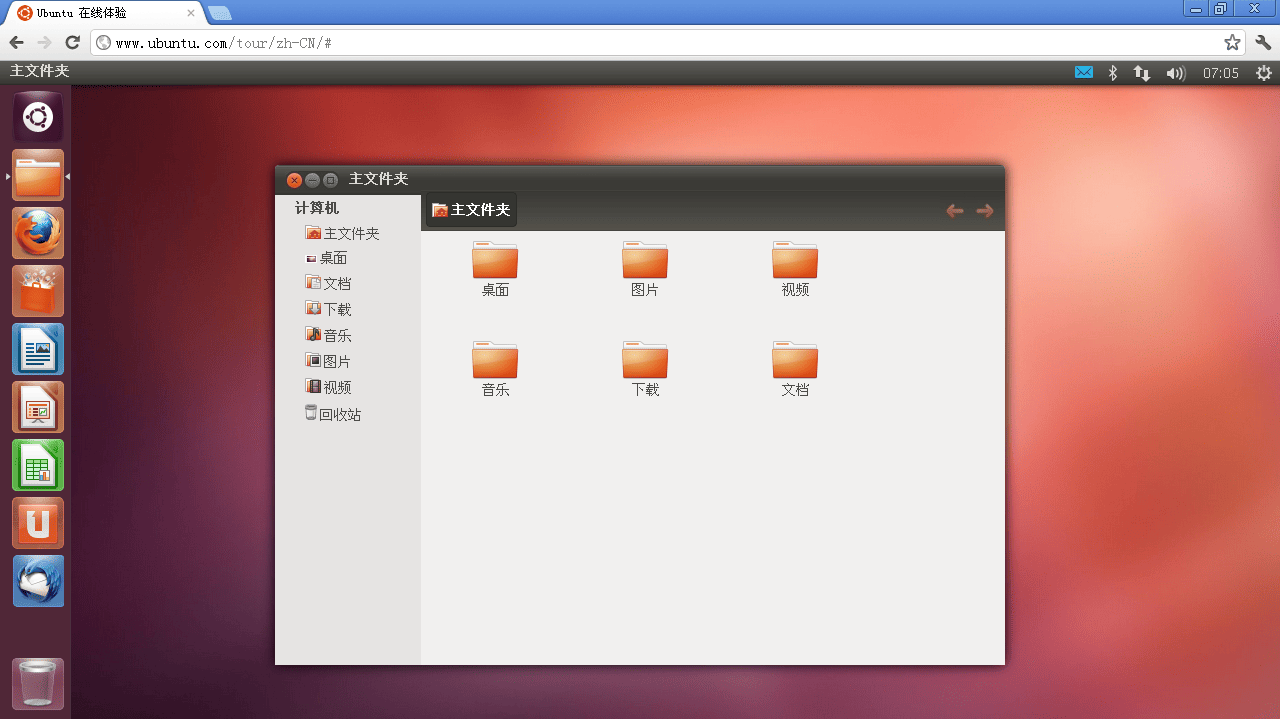 Ubuntu 在线体验
www.ubuntu.com/tour/zh-CN/#
主文件夹
07:05
主文件夹
计算机
主文件夹
桌面
文档
下载
音乐
图片
视频
回收站
主文件夹
桌面
图片
视频
音乐
下载
文档